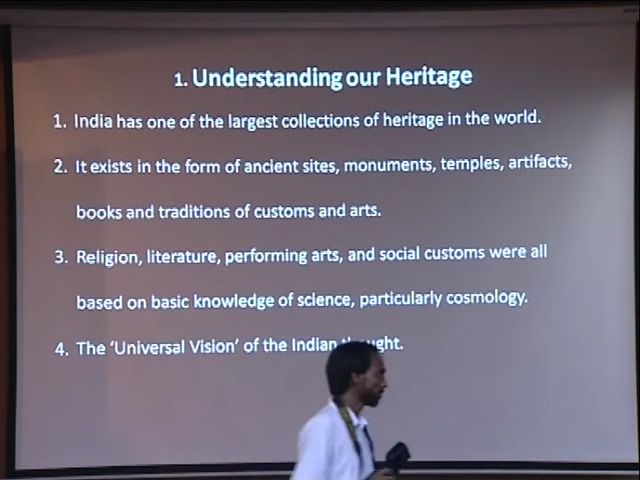 1. Understanding our Heritage
1. India has one of the largest collections of heritage in the world.
2. It exists in the form of ancient sites, monuments, temples, artifacts,
books and traditions of customs and arts.
3. Religion, literature, performing arts, and social customs were all
based on basic knowledge of science, particularly cosmology.
4. The ‘Universal Vision’ of the Indian thought.